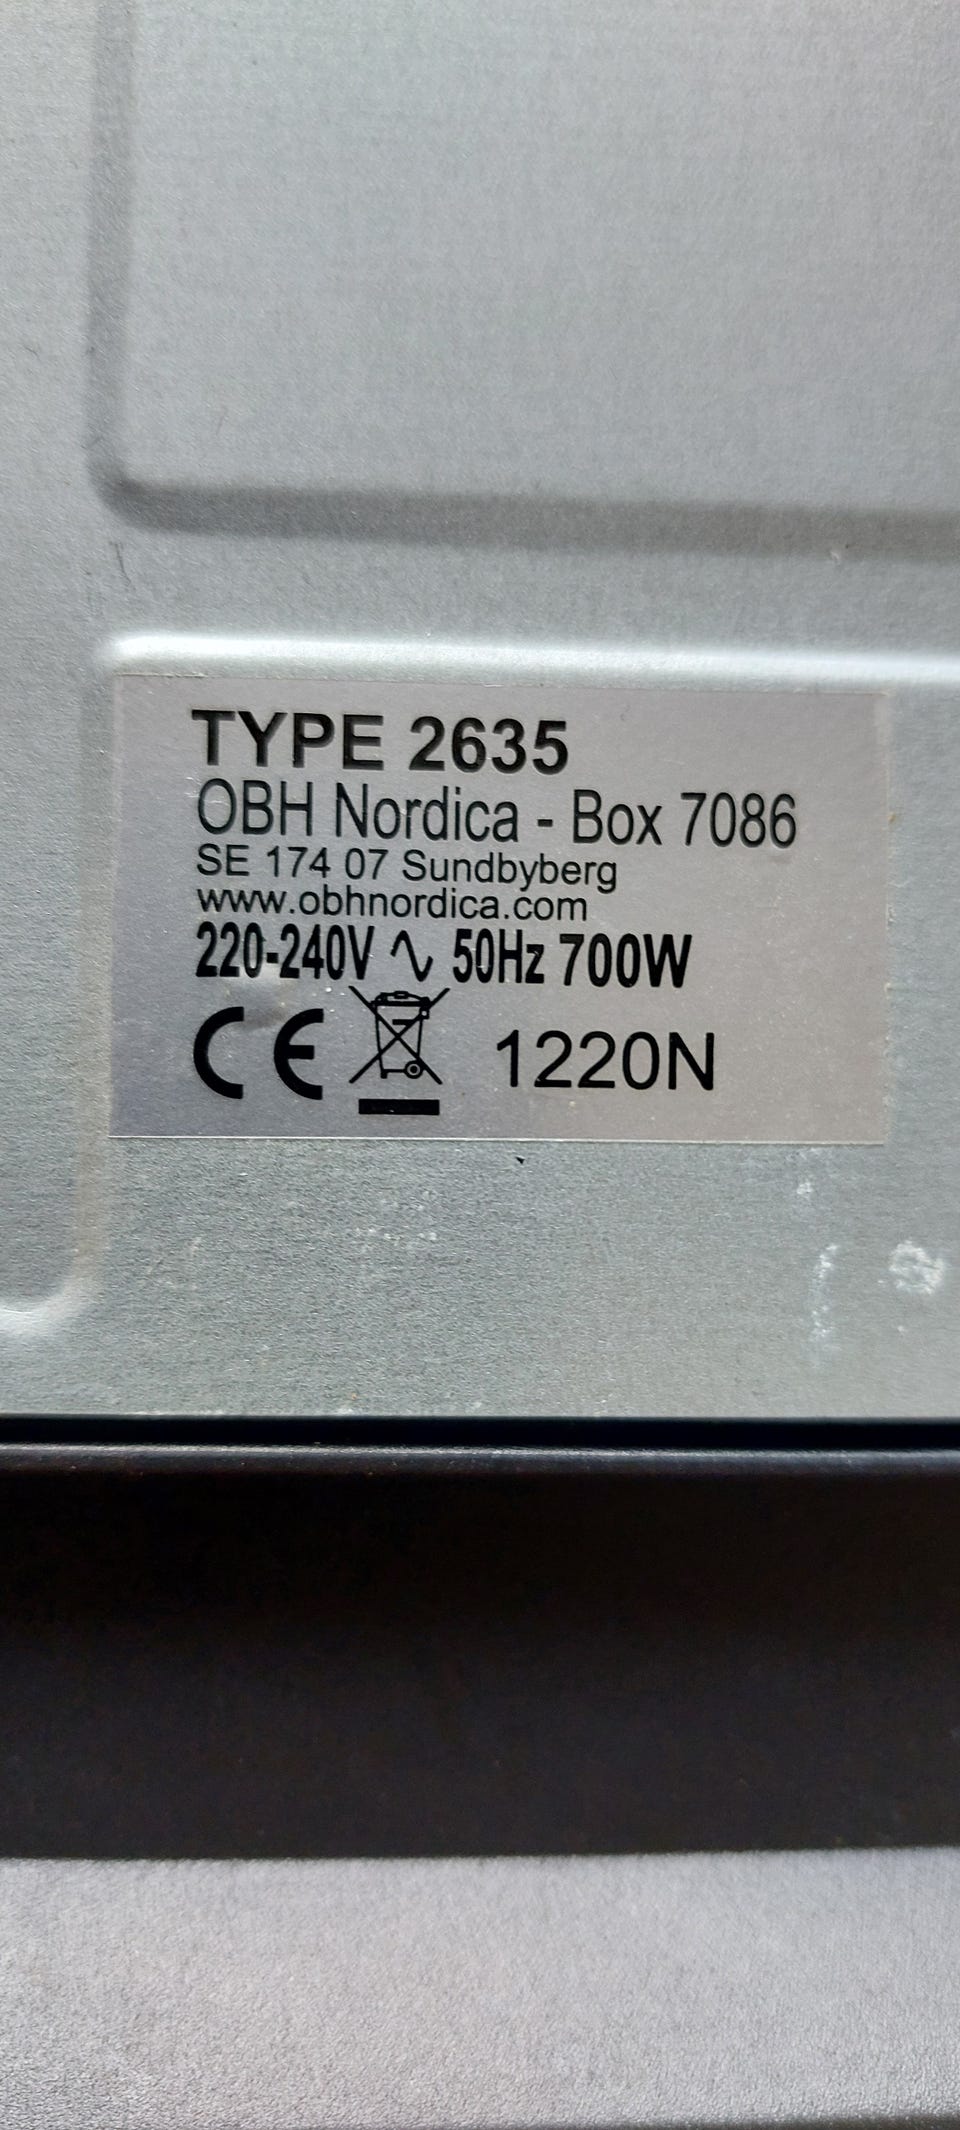 TYPE 2635
OBH Nordica - Box 7086
SE 174 07 Sundbyberg
www.obhnordica.com
220-240V ∿ 50Hz 700W
CE 1220N